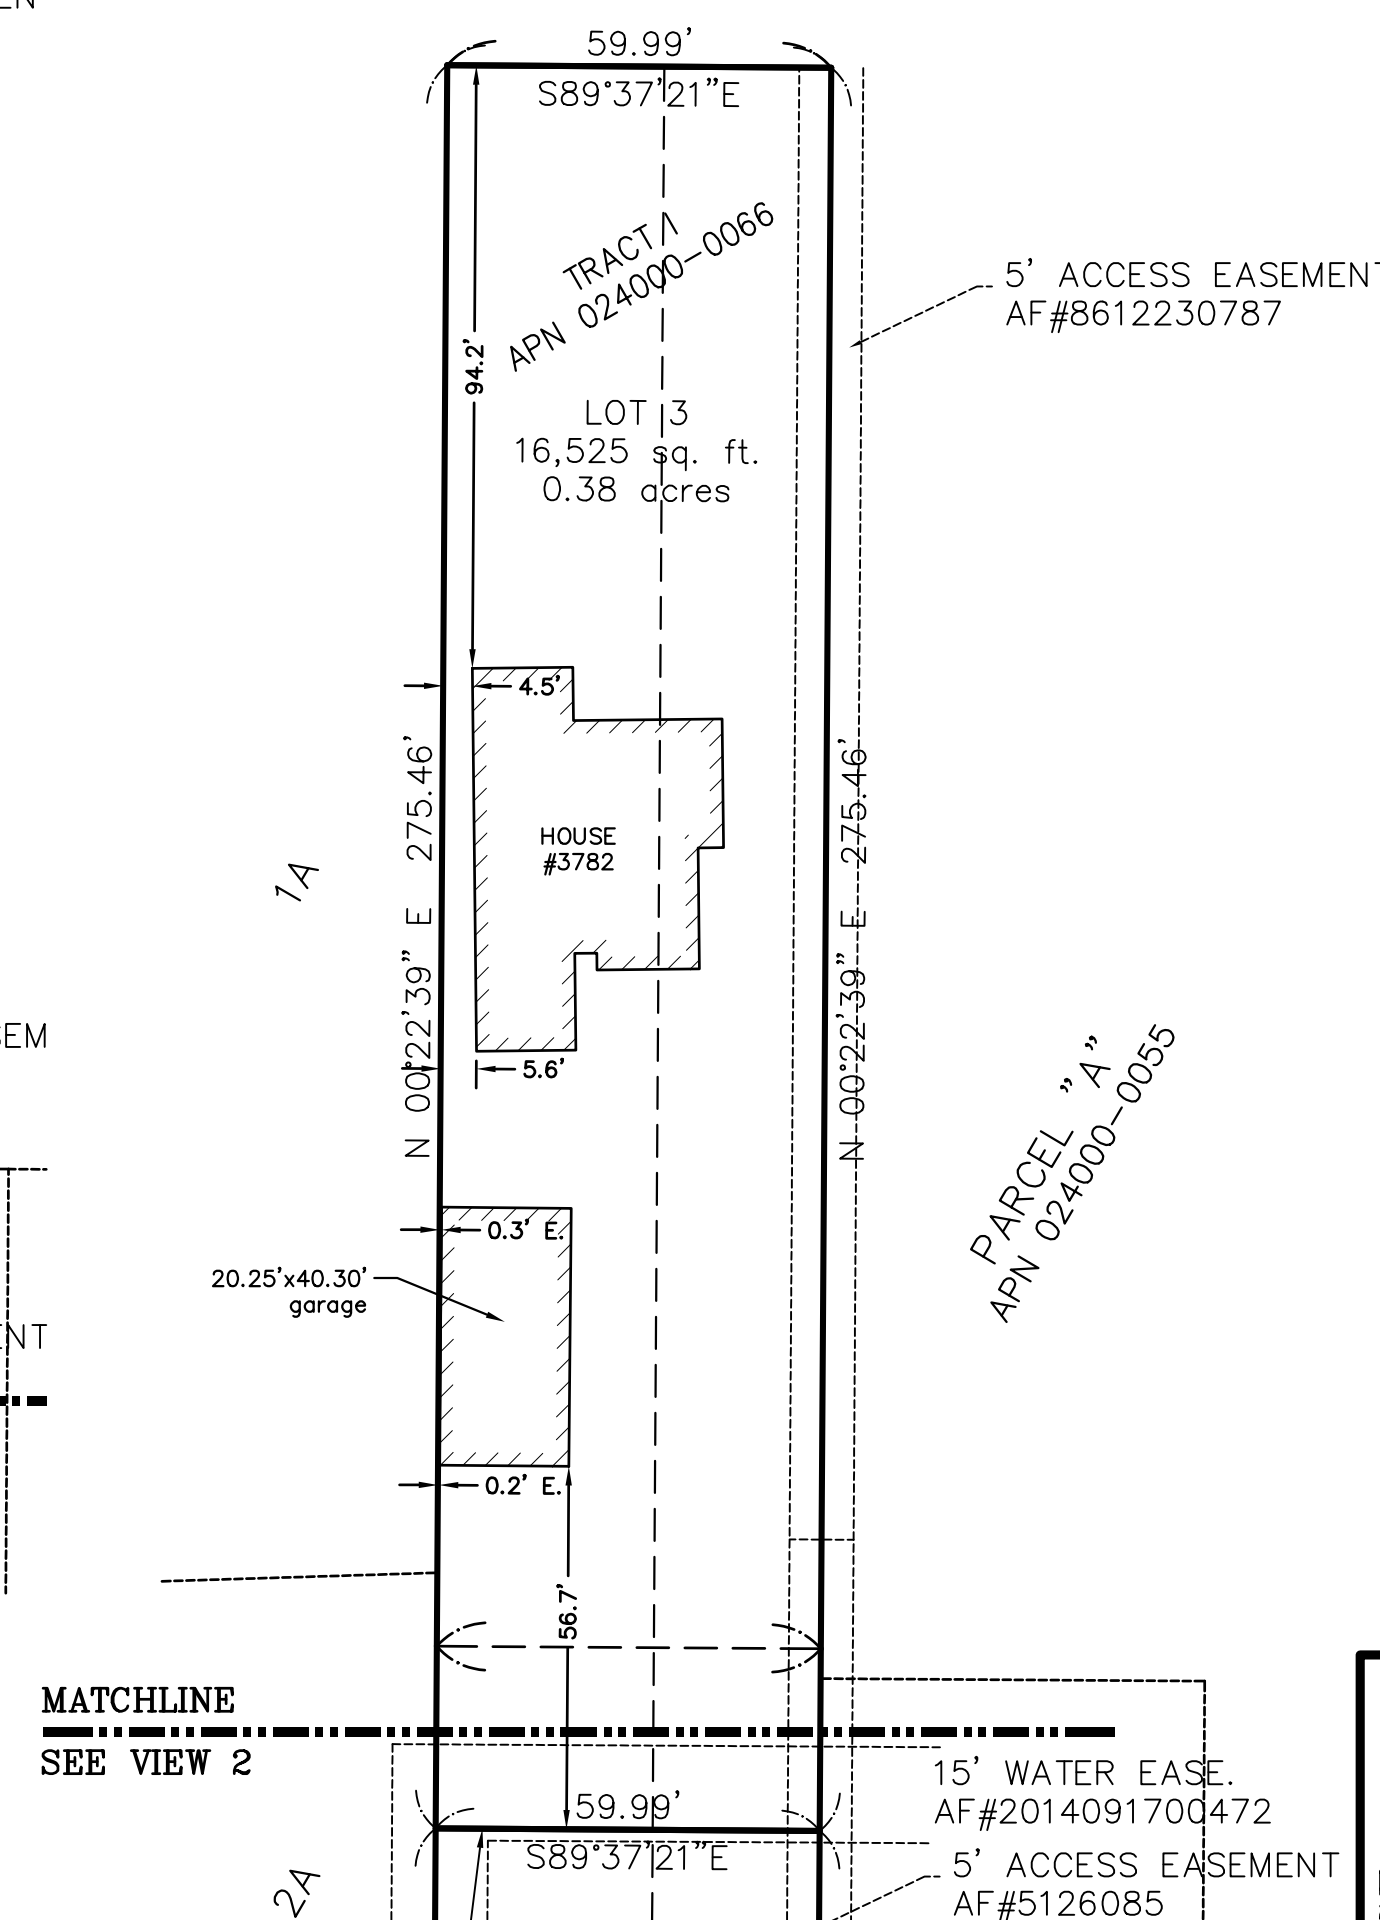 EN
59.99'
S89°37'21"E
TRACT A
APN 024000-0066
5' ACCESS EASEMENT
AF#8612230787
94.2'
LOT 3
16,525 sq. ft.
0.38 acres
4.5'
N 00°22'39" E 275.46'
N 00°22'39" E 275.46'
HOUSE
#3782
1A
SEM
5.6'
PARCEL "A"
APN 024000-0055
0.3' E.
20.25'x40.30'
garage
ENT
0.2' E.
56.7'
MATCHLINE
SEE VIEW 2
15' WATER EASE.
AF#2014091700472
59.99'
S89°37'21"E
5' ACCESS EASEMENT
AF#5126085
2A